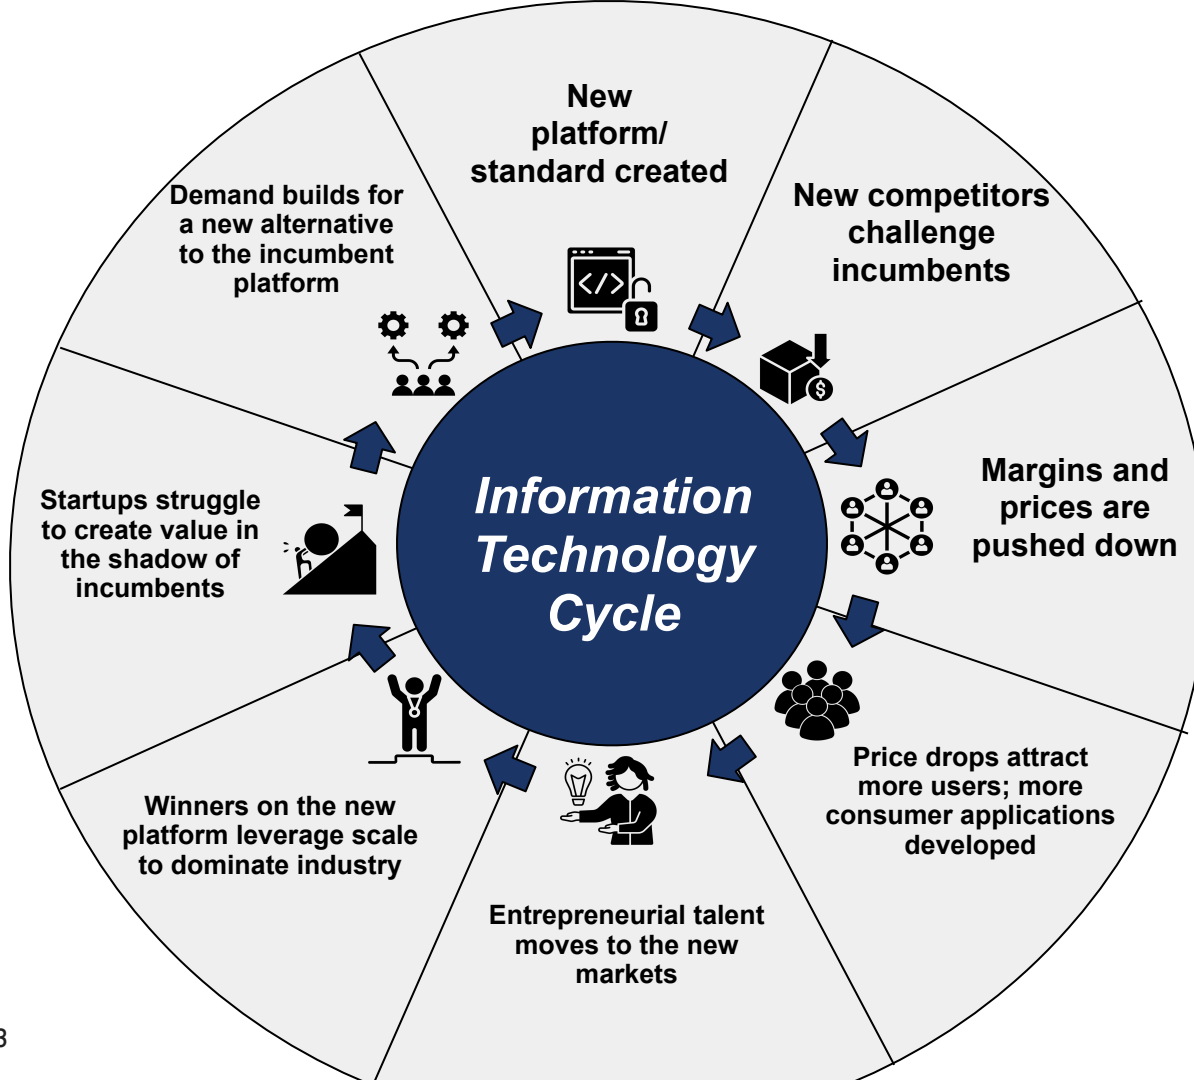 New
platform/
standard created
New competitors
challenge
incumbents
Margins and
prices are
pushed down
Price drops attract
more users; more
consumer applications
developed
Entrepreneurial talent
moves to the new
markets
Winners on the new
platform leverage scale
to dominate industry
Startups struggle
to create value in
the shadow of
incumbents
Demand builds for
a new alternative
to the incumbent
platform
</>
$
Information
Technology
Cycle
3